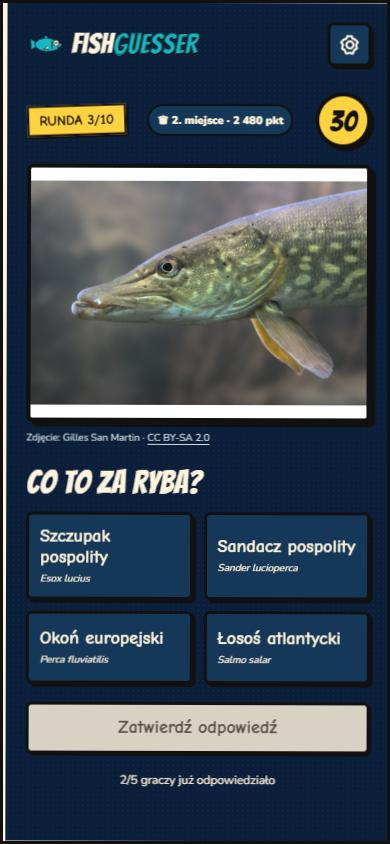 FISHGUESSER
RUNDA 3/10
2. miejsce · 2 480 pkt
30
Zdjęcie: Gilles San Martin · CC BY-SA 2.0
CO TO ZA RYBA?
Szczupak
pospolity
Esox lucius
Sandacz pospolity
Sander lucioperca
Okoń europejski
Perca fluviatilis
Łosoś atlantycki
Salmo salar
Zatwierdź odpowiedź
2/5 graczy już odpowiedziało